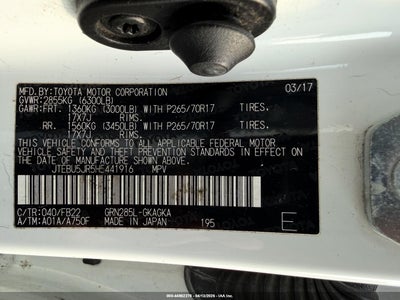 MFD.BY:TOYOTA MOTOR CORPORATION 03/17
GVWR:2855KG (6300LB)
GAWR:FRT. 1360KG (3000LB) WITH P265/70R17 TIRES.
17X7J RIMS.
RR. 1560KG (3450LB) WITH P265/70R17 TIRES.
17X7J RIMS.
THIS VEHICLE CONFORMS TO ALL APPLICABLE FEDERAL MOTOR
VEHICLE SAFETY AND THEFT PREVENTION STANDARDS IN EFFECT ON
THE DATE OF MANUFACTURE SHOWN ABOVE.
JTEBU5JR5HE441916 MPV
C/TR:040/FB22 GRN285L-GKAGKA
A/TM:A01A/A750F MADE IN JAPAN 195 E